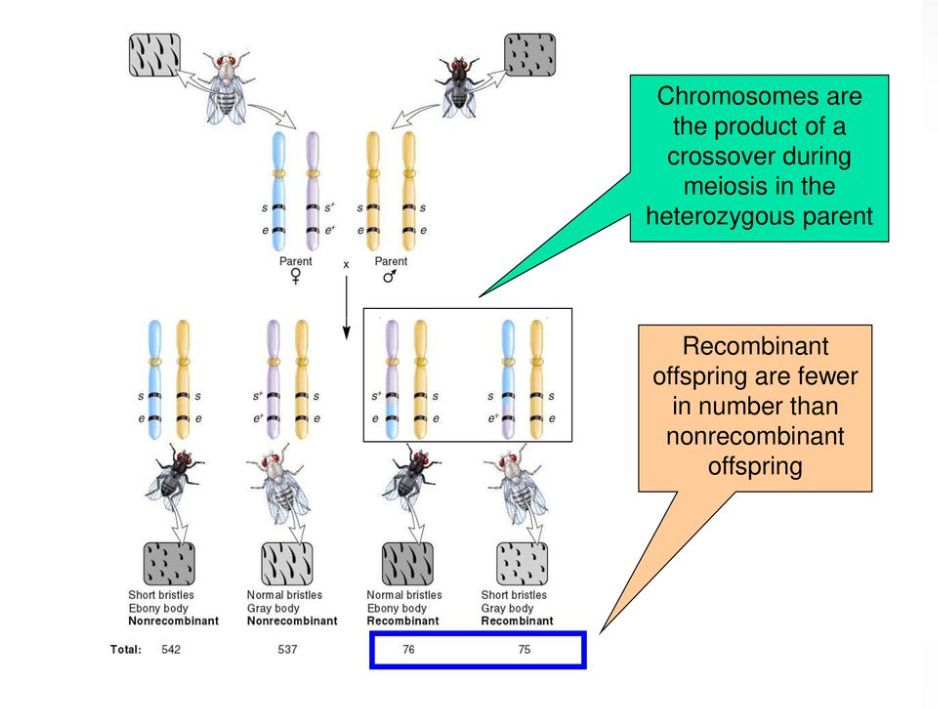 Chromosomes are
the product of a
crossover during
meiosis in the
heterozygous parent
s s⁺ s s
e e⁺ e e
Parent x Parent
♀ ♂
Recombinant
offspring are fewer
in number than
nonrecombinant
offspring
s s s⁺ s s⁺ s s
e e e⁺ e e e e⁺ e
Short bristles Normal bristles Normal bristles Short bristles
Ebony body Gray body Ebony body Gray body
Nonrecombinant Nonrecombinant Recombinant Recombinant
Total: 542 537 76 75